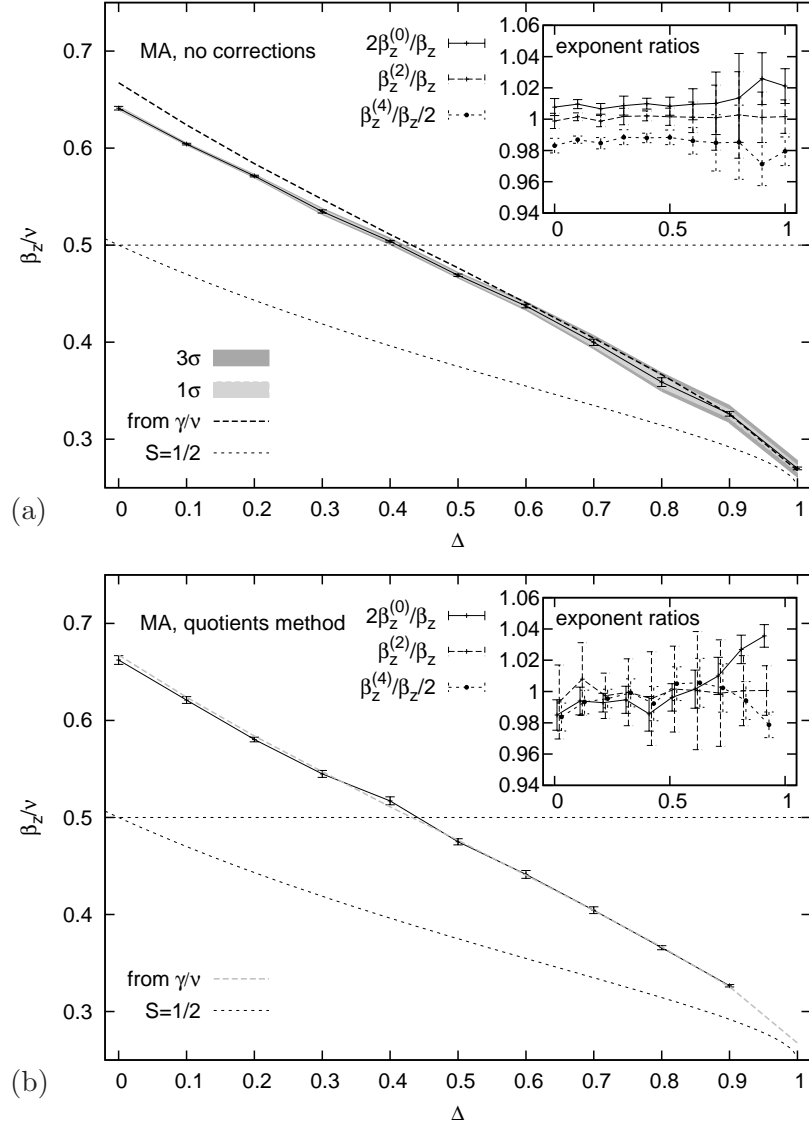 MA, no corrections
2β_z^(0)/β_z
β_z^(2)/β_z
β_z^(4)/β_z/2
exponent ratios
1.06
1.04
1.02
1
0.98
0.96
0.94
0 0.5 1
0.7
0.6
0.5
0.4
0.3
β_z/ν
3σ
1σ
from γ/ν
S=1/2
(a)
0 0.1 0.2 0.3 0.4 0.5 0.6 0.7 0.8 0.9 1
Δ
MA, quotients method
2β_z^(0)/β_z
β_z^(2)/β_z
β_z^(4)/β_z/2
exponent ratios
1.06
1.04
1.02
1
0.98
0.96
0.94
0 0.5 1
0.7
0.6
0.5
0.4
0.3
β_z/ν
from γ/ν
S=1/2
(b)
0 0.1 0.2 0.3 0.4 0.5 0.6 0.7 0.8 0.9 1
Δ